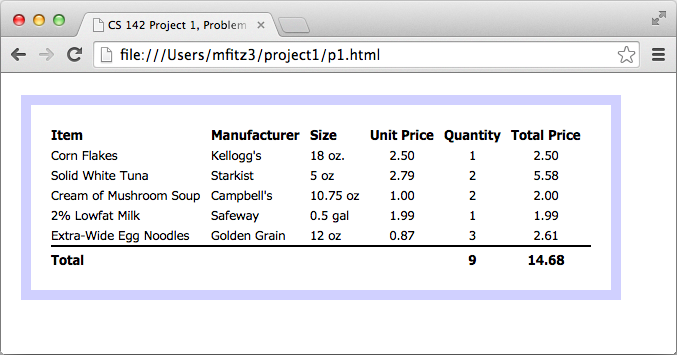 CS 142 Project 1, Problem
file:///Users/mfitz3/project1/p1.html
Item Manufacturer Size Unit Price Quantity Total Price
Corn Flakes Kellogg's 18 oz. 2.50 1 2.50
Solid White Tuna Starkist 5 oz 2.79 2 5.58
Cream of Mushroom Soup Campbell's 10.75 oz 1.00 2 2.00
2% Lowfat Milk Safeway 0.5 gal 1.99 1 1.99
Extra-Wide Egg Noodles Golden Grain 12 oz 0.87 3 2.61
Total 9 14.68